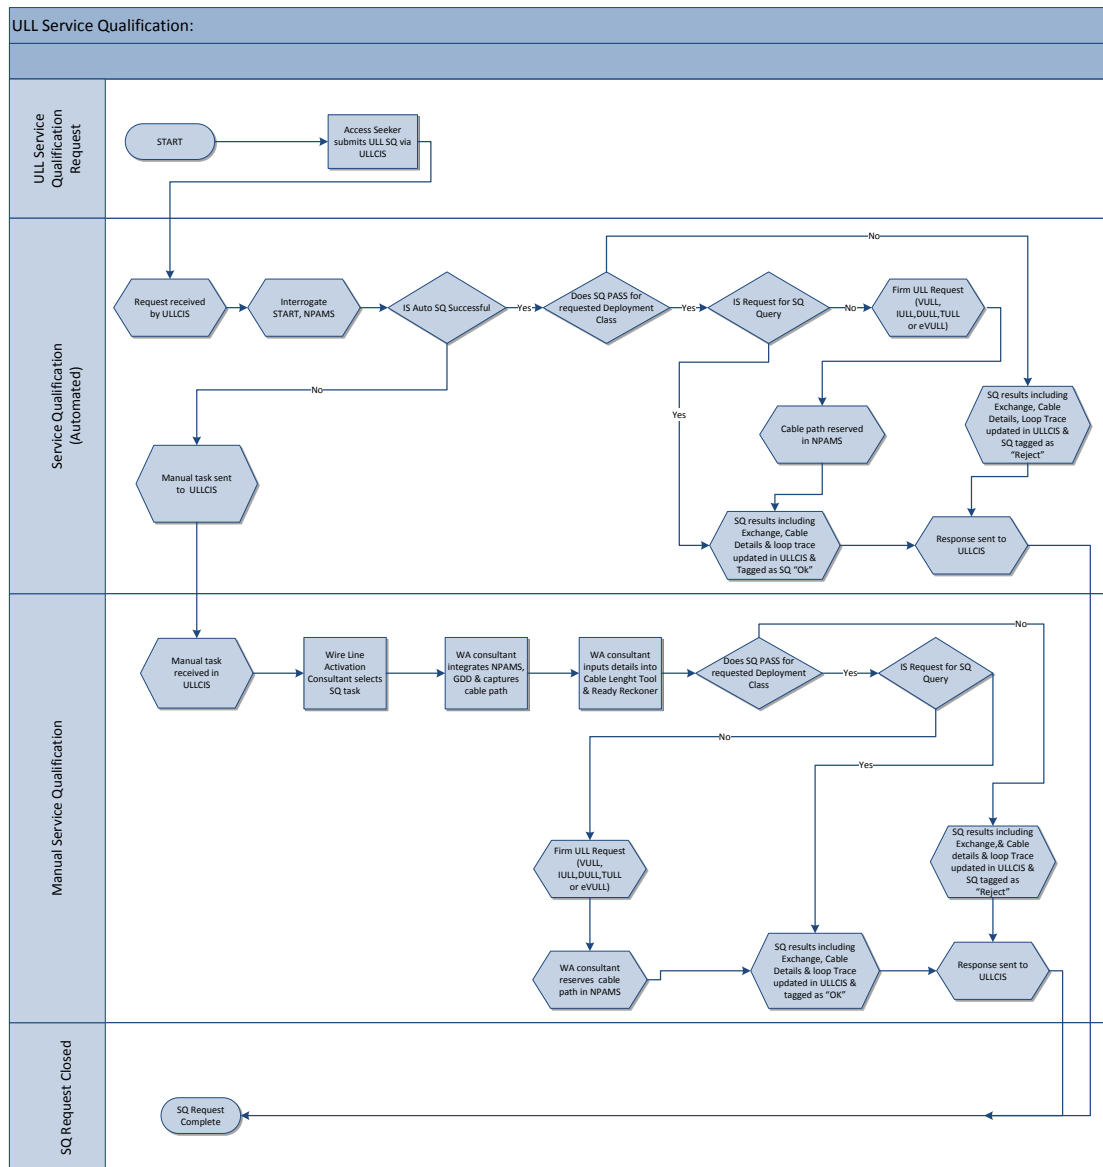 ULL Service Qualification:
ULL Service
Qualification
Request
START
Access Seeker
submits ULL SQ via
ULLCIS
Service Qualification
(Automated)
No
Request received
by ULLCIS
Interrogate
START, NPAMS
IS Auto SQ Successful
Yes
Does SQ PASS for
requested Deployment
Class
Yes
IS Request for SQ
Query
No
Firm ULL Request
(VULL,
IULL,DULL,TULL
or eVULL)
No
Yes
Cable path reserved
in NPAMS
SQ results including
Exchange, Cable
Details, Loop Trace
updated in ULLCIS &
SQ tagged as
“Reject”
Manual task sent
to ULLCIS
SQ results including
Exchange, Cable
Details & loop trace
updated in ULLCIS &
Tagged as SQ “Ok”
Response sent to
ULLCIS
Manual Service Qualification
No
Manual task
received in
ULLCIS
Wire Line
Activation
Consultant selects
SQ task
WA consultant
integrates NPAMS,
GDD & captures
cable path
WA consultant
inputs details into
Cable Lenght Tool
& Ready Reckoner
Does SQ PASS for
requested Deployment
Class
Yes
IS Request for SQ
Query
No
Yes
Firm ULL Request
(VULL,
IULL,DULL,TULL
or eVULL)
SQ results including
Exchange,& Cable
details & loop Trace
updated in ULLCIS &
SQ tagged as
“Reject”
WA consultant
reserves cable
path in NPAMS
SQ results including
Exchange, Cable
Details & loop Trace
updated in ULLCIS &
tagged as “OK”
Response sent to
ULLCIS
SQ Request Closed
SQ Request
Complete